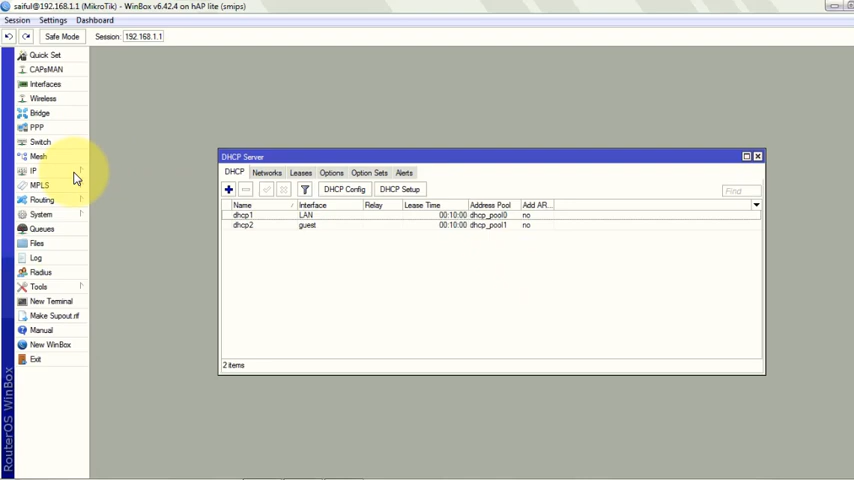 saiful@192.168.1.1 (MikroTik) - WinBox v6.42.4 on hAP lite (smips)
Session Settings Dashboard
Safe Mode Session: 192.168.1.1
Quick Set
CAPsMAN
Interfaces
Wireless
Bridge
PPP
Switch
Mesh
IP
MPLS
Routing
System
Queues
Files
Log
Radius
Tools
New Terminal
Make Supout.rif
Manual
New WinBox
Exit
RouterOS WinBox
DHCP Server
DHCP Networks Leases Options Option Sets Alerts
DHCP Config DHCP Setup Find
Name Interface Relay Lease Time Address Pool Add AR...
dhcp1 LAN 00:10:00 dhcp_pool0 no
dhcp2 guest 00:10:00 dhcp_pool1 no
2 items